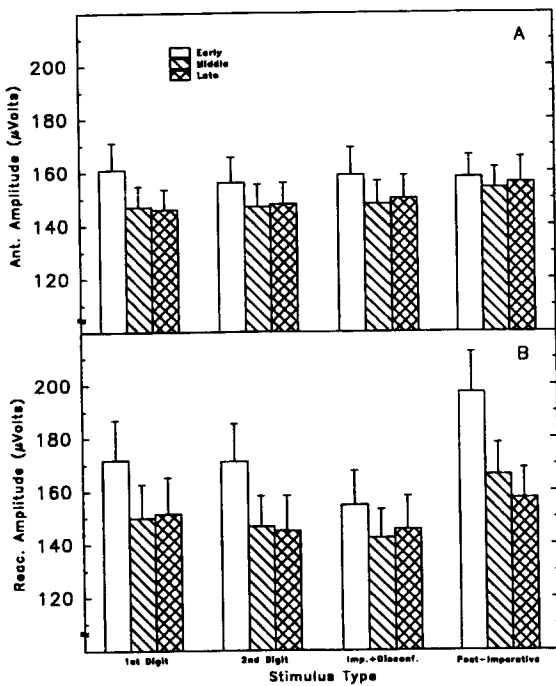 A
Early
Middle
Late
200
180
160
140
120
Ant. Amplitude (µVolts)
B
200
180
160
140
120
Reac. Amplitude (µVolts)
1st Digit 2nd Digit Imp.+Disconf. Post-Imperative
Stimulus Type